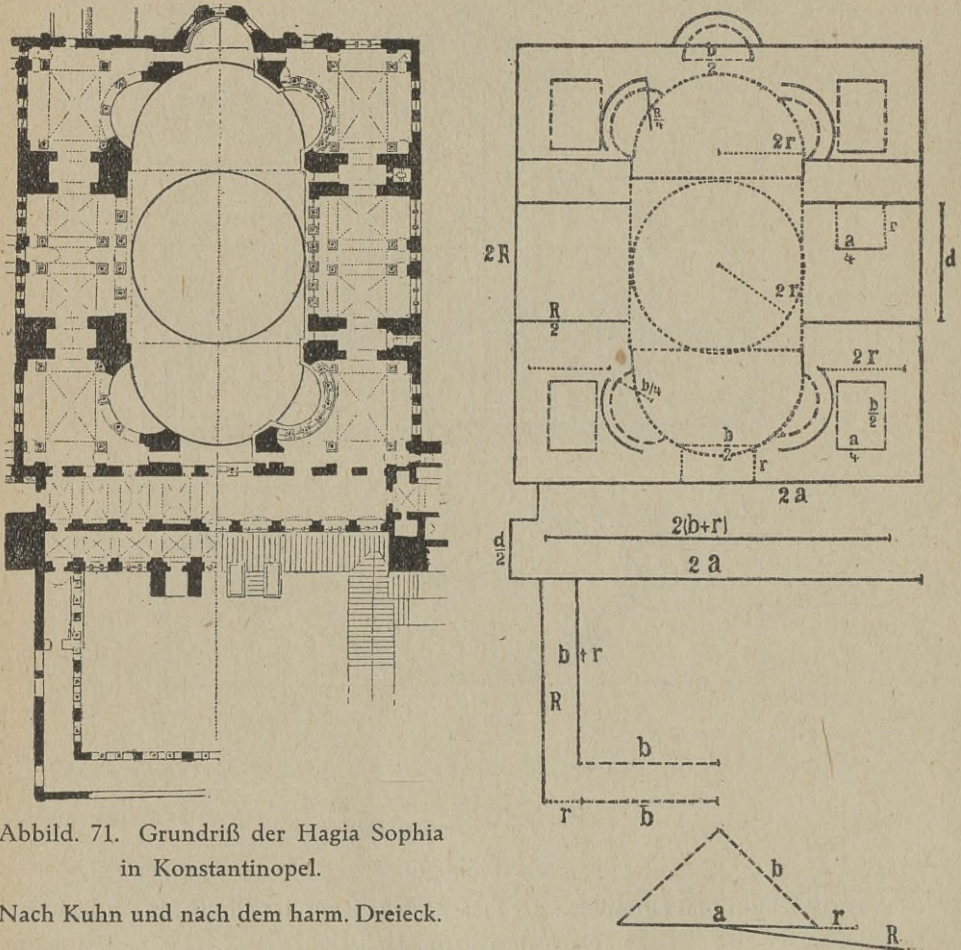 b
2
a/4
2r
2R
r
a
4
d
2r
R
2
2r
b/4
b
2
a
4
b
2
r
2a
2(b+r)
d
2
2a
b+r
R
b
r b
b
a r
R
Abbild. 71. Grundriß der Hagia Sophia
in Konstantinopel.
Nach Kuhn und nach dem harm. Dreieck.